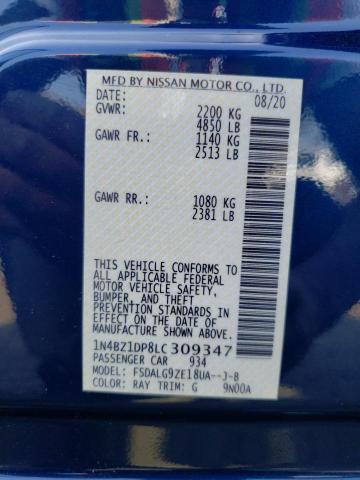 MFD BY NISSAN MOTOR CO., LTD.
DATE: 08/20
GVWR: 2200 KG
4850 LB
GAWR FR.: 1140 KG
2513 LB
GAWR RR.: 1080 KG
2381 LB
THIS VEHICLE CONFORMS TO
ALL APPLICABLE FEDERAL
MOTOR VEHICLE SAFETY,
BUMPER, AND THEFT
PREVENTION STANDARDS
IN EFFECT ON THE DATE OF
MANUFACTURE SHOWN ABOVE.
1N4BZ1DP8LC309347
PASSENGER CAR 934
MODEL: FSDALG9ZE18UA--J-8
COLOR: RAY TRIM: G 9N00A